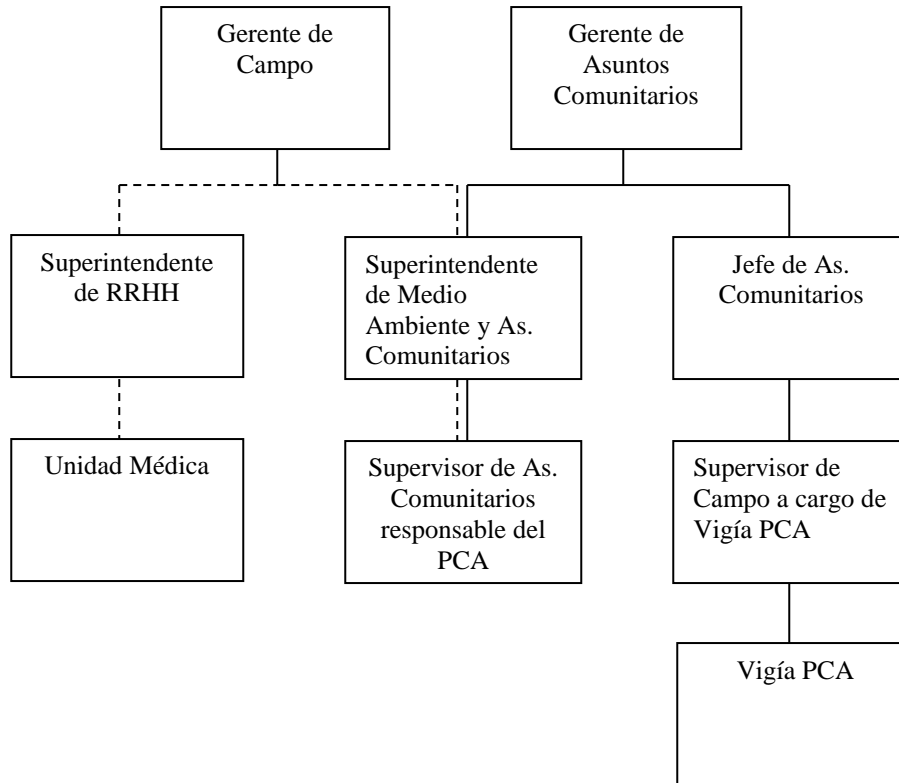 Gerente de
Campo
Gerente de
Asuntos
Comunitarios
Superintendente
de RRHH
Superintendente
de Medio
Ambiente y As.
Comunitarios
Jefe de As.
Comunitarios
Unidad Médica
Supervisor de As.
Comunitarios
responsable del
PCA
Supervisor de
Campo a cargo de
Vigía PCA
Vigía PCA